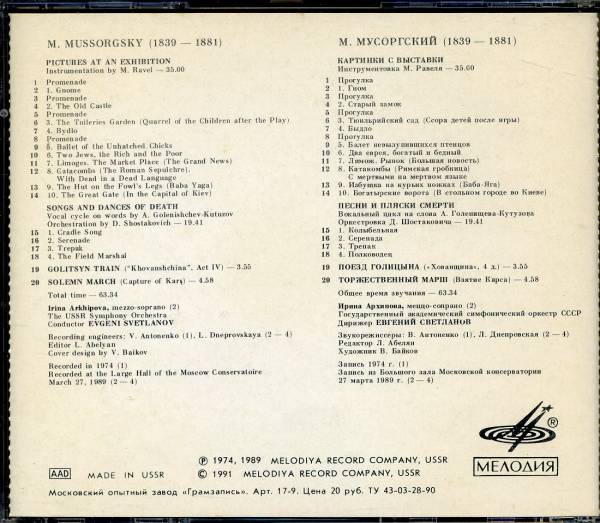 M. MUSSORGSKY (1839 — 1881)
PICTURES AT AN EXHIBITION
Instrumentation by M. Ravel — 35.00
1 Promenade
2 1. Gnome
3 Promenade
4 2. The Old Castle
5 Promenade
6 3. The Tuileries Garden (Quarrel of the Children after the Play)
7 4. Bydlo
8 Promenade
9 5. Ballet of the Unhatched Chicks
10 6. Two Jews, the Rich and the Poor
11 7. Limoges. The Market Place (The Grand News)
12 8. Catacombs (The Roman Sepulchre).
With Dead in a Dead Language
13 9. The Hut on the Fowl's Legs (Baba Yaga)
14 10. The Great Gate (In the Capital of Kiev)
SONGS AND DANCES OF DEATH
Vocal cycle on words by A. Golenishchev-Kutuzov
Orchestration by D. Shostakovich — 19.41
15 1. Cradle Song
16 2. Serenade
17 3. Trepak
18 4. The Field Marshal
19 GOLITSYN TRAIN ("Khovanshchina", Act IV) — 3.55
20 SOLEMN MARCH (Capture of Kars) — 4.58
Total time — 63.34
Irina Arkhipova, mezzo-soprano (2)
The USSR Symphony Orchestra
Conductor EVGENI SVETLANOV
Recording engineers: V. Antonenko (1), L. Dneprovskaya (2 — 4)
Editor L. Abelyan
Cover design by V. Baikov
Recorded in 1974 (1)
Recorded at the Large Hall of the Moscow Conservatoire
March 27, 1989 (2 — 4)
М. МУСОРГСКИЙ (1839 — 1881)
КАРТИНКИ С ВЫСТАВКИ
Инструментовка М. Равеля — 35.00
1 Прогулка
2 1. Гном
3 Прогулка
4 2. Старый замок
5 Прогулка
6 3. Тюильрийский сад (Ссора детей после игры)
7 4. Быдло
8 Прогулка
9 5. Балет невылупившихся птенцов
10 6. Два еврея, богатый и бедный
11 7. Лимож. Рынок (Большая новость)
12 8. Катакомбы (Римская гробница)
С мертвыми на мертвом языке
13 9. Избушка на курьих ножках (Баба-Яга)
14 10. Богатырские ворота (В стольном городе во Киеве)
ПЕСНИ И ПЛЯСКИ СМЕРТИ
Вокальный цикл на слова А. Голенищева-Кутузова
Оркестровка Д. Шостаковича — 19.41
15 1. Колыбельная
16 2. Серенада
17 3. Трепак
18 4. Полководец
19 ПОЕЗД ГОЛИЦЫНА («Хованщина», 4 д.) — 3.55
20 ТОРЖЕСТВЕННЫЙ МАРШ (Взятие Карса) — 4.58
Общее время звучания — 63.34
Ирина Архипова, меццо-сопрано (2)
Государственный академический симфонический оркестр СССР
Дирижер ЕВГЕНИЙ СВЕТЛАНОВ
Звукорежиссеры: В. Антоненко (1), Л. Днепровская (2 — 4)
Редактор Л. Абелян
Художник В. Байков
Запись 1974 г. (1)
Запись из Большого зала Московской консерватории
27 марта 1989 г. (2 — 4)
®
МЕЛОДИЯ
AAD MADE IN USSR
℗ 1974, 1989 MELODIYA RECORD COMPANY, USSR
© 1991 MELODIYA RECORD COMPANY, USSR
Московский опытный завод «Грамзапись». Арт. 17-9. Цена 20 руб. ТУ 43-03-28-90